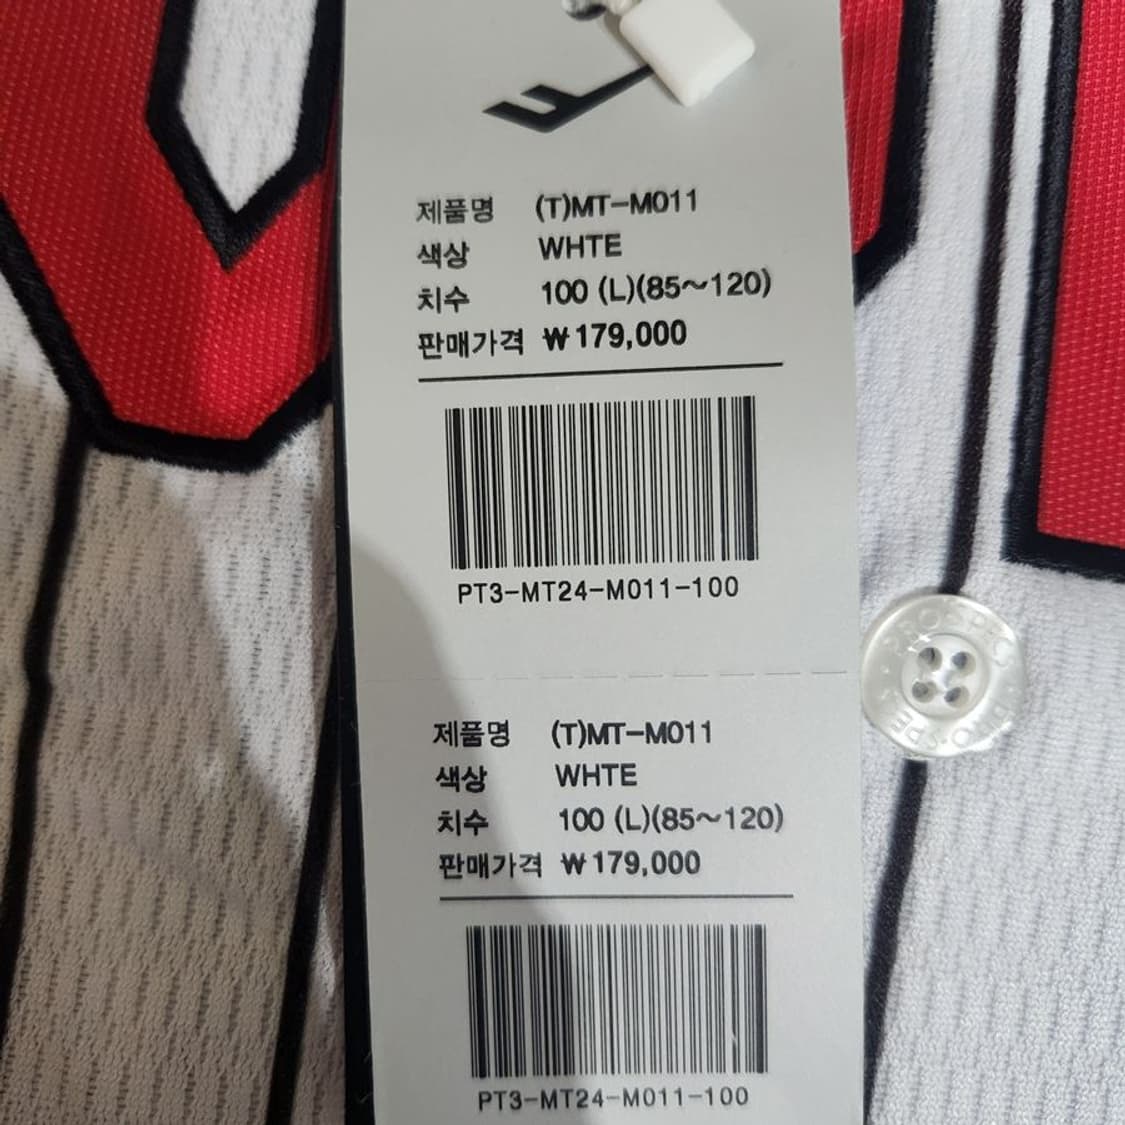 제품명 (T)MT-M011
색상 WHTE
치수 100 (L)(85~120)
판매가격 ₩179,000
PT3-MT24-M011-100
제품명 (T)MT-M011
색상 WHTE
치수 100 (L)(85~120)
판매가격 ₩179,000
PT3-MT24-M011-100